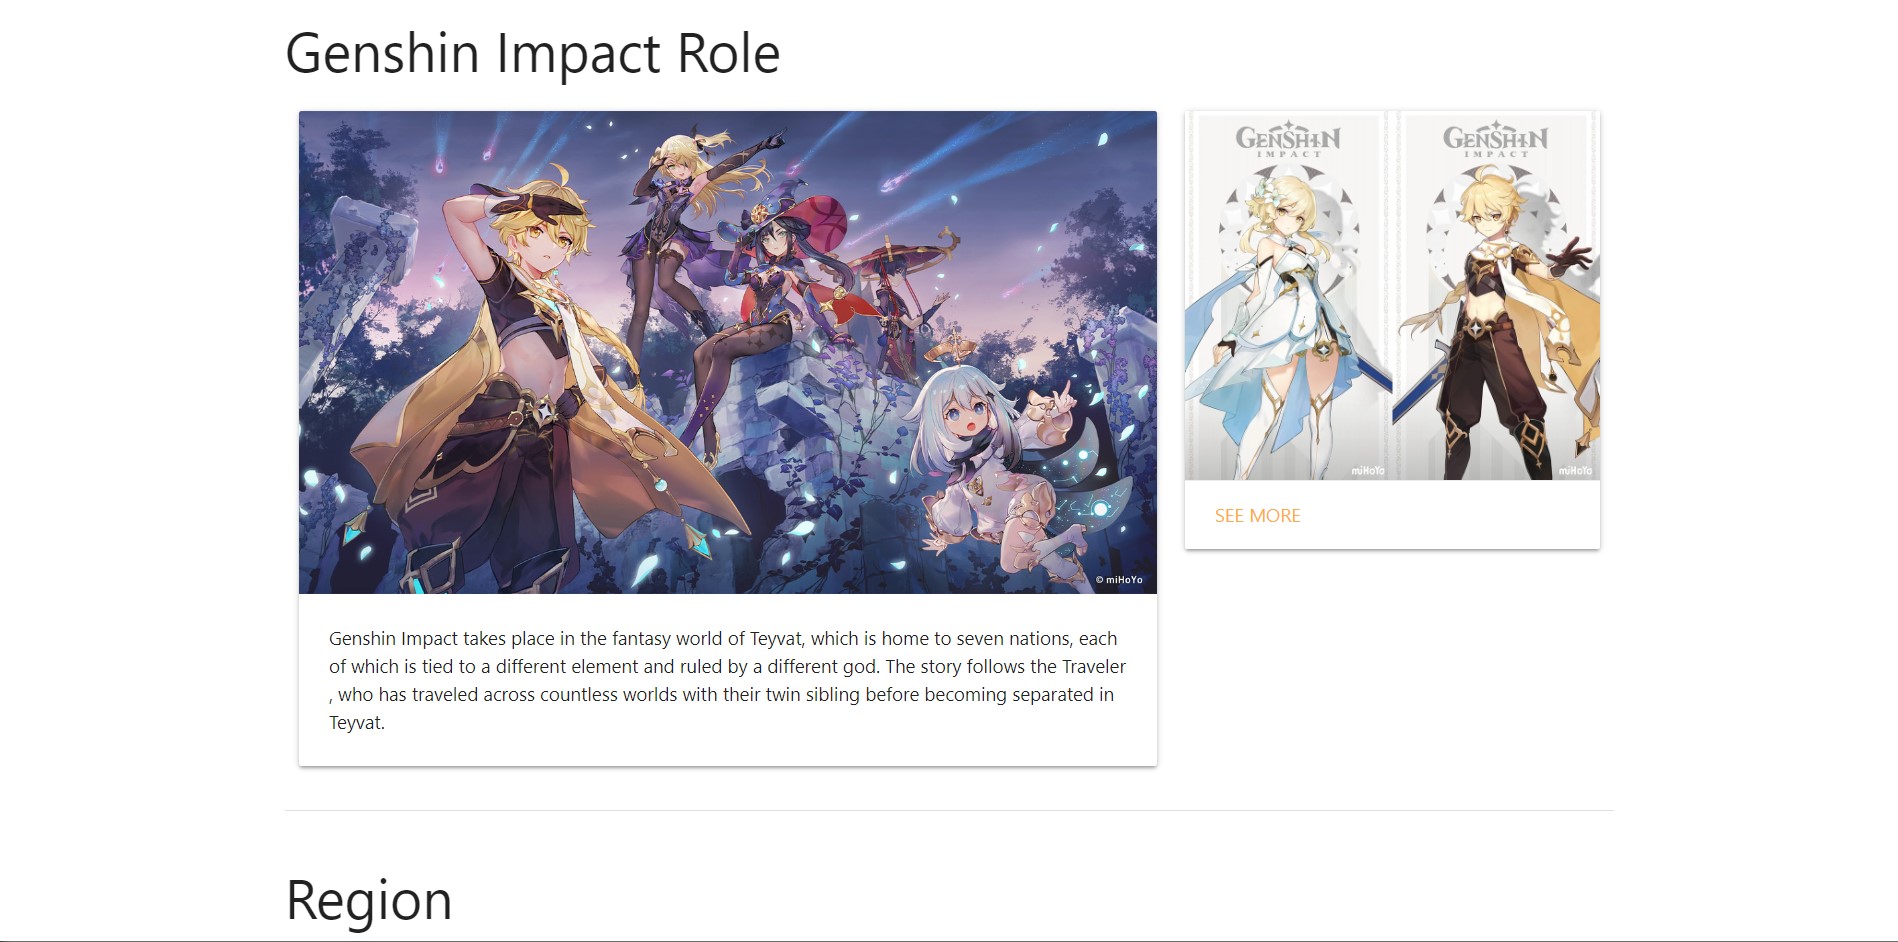 Genshin Impact Role
© miHoYo
Genshin Impact takes place in the fantasy world of Teyvat, which is home to seven nations, each
of which is tied to a different element and ruled by a different god. The story follows the Traveler
, who has traveled across countless worlds with their twin sibling before becoming separated in
Teyvat.
GENSHIN
IMPACT
miHoYo
GENSHIN
IMPACT
miHoYo
SEE MORE
Region